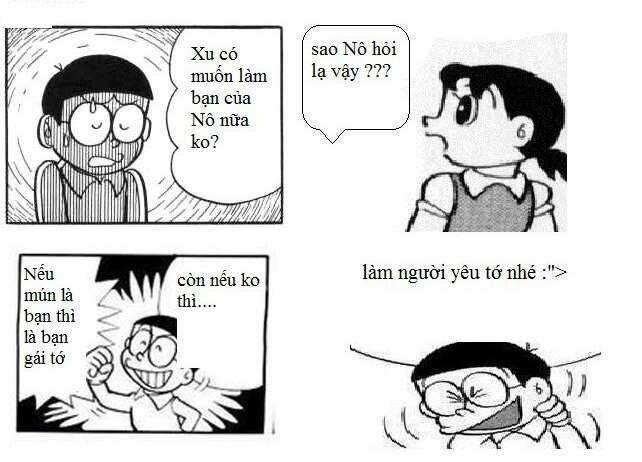 Xu có
muốn làm
bạn của
Nô nữa
ko?
sao Nô hỏi
lạ vậy ???
Nếu
mún là
bạn thì
là bạn
gái tớ
còn nếu ko
thì....
làm người yêu tớ nhé :">